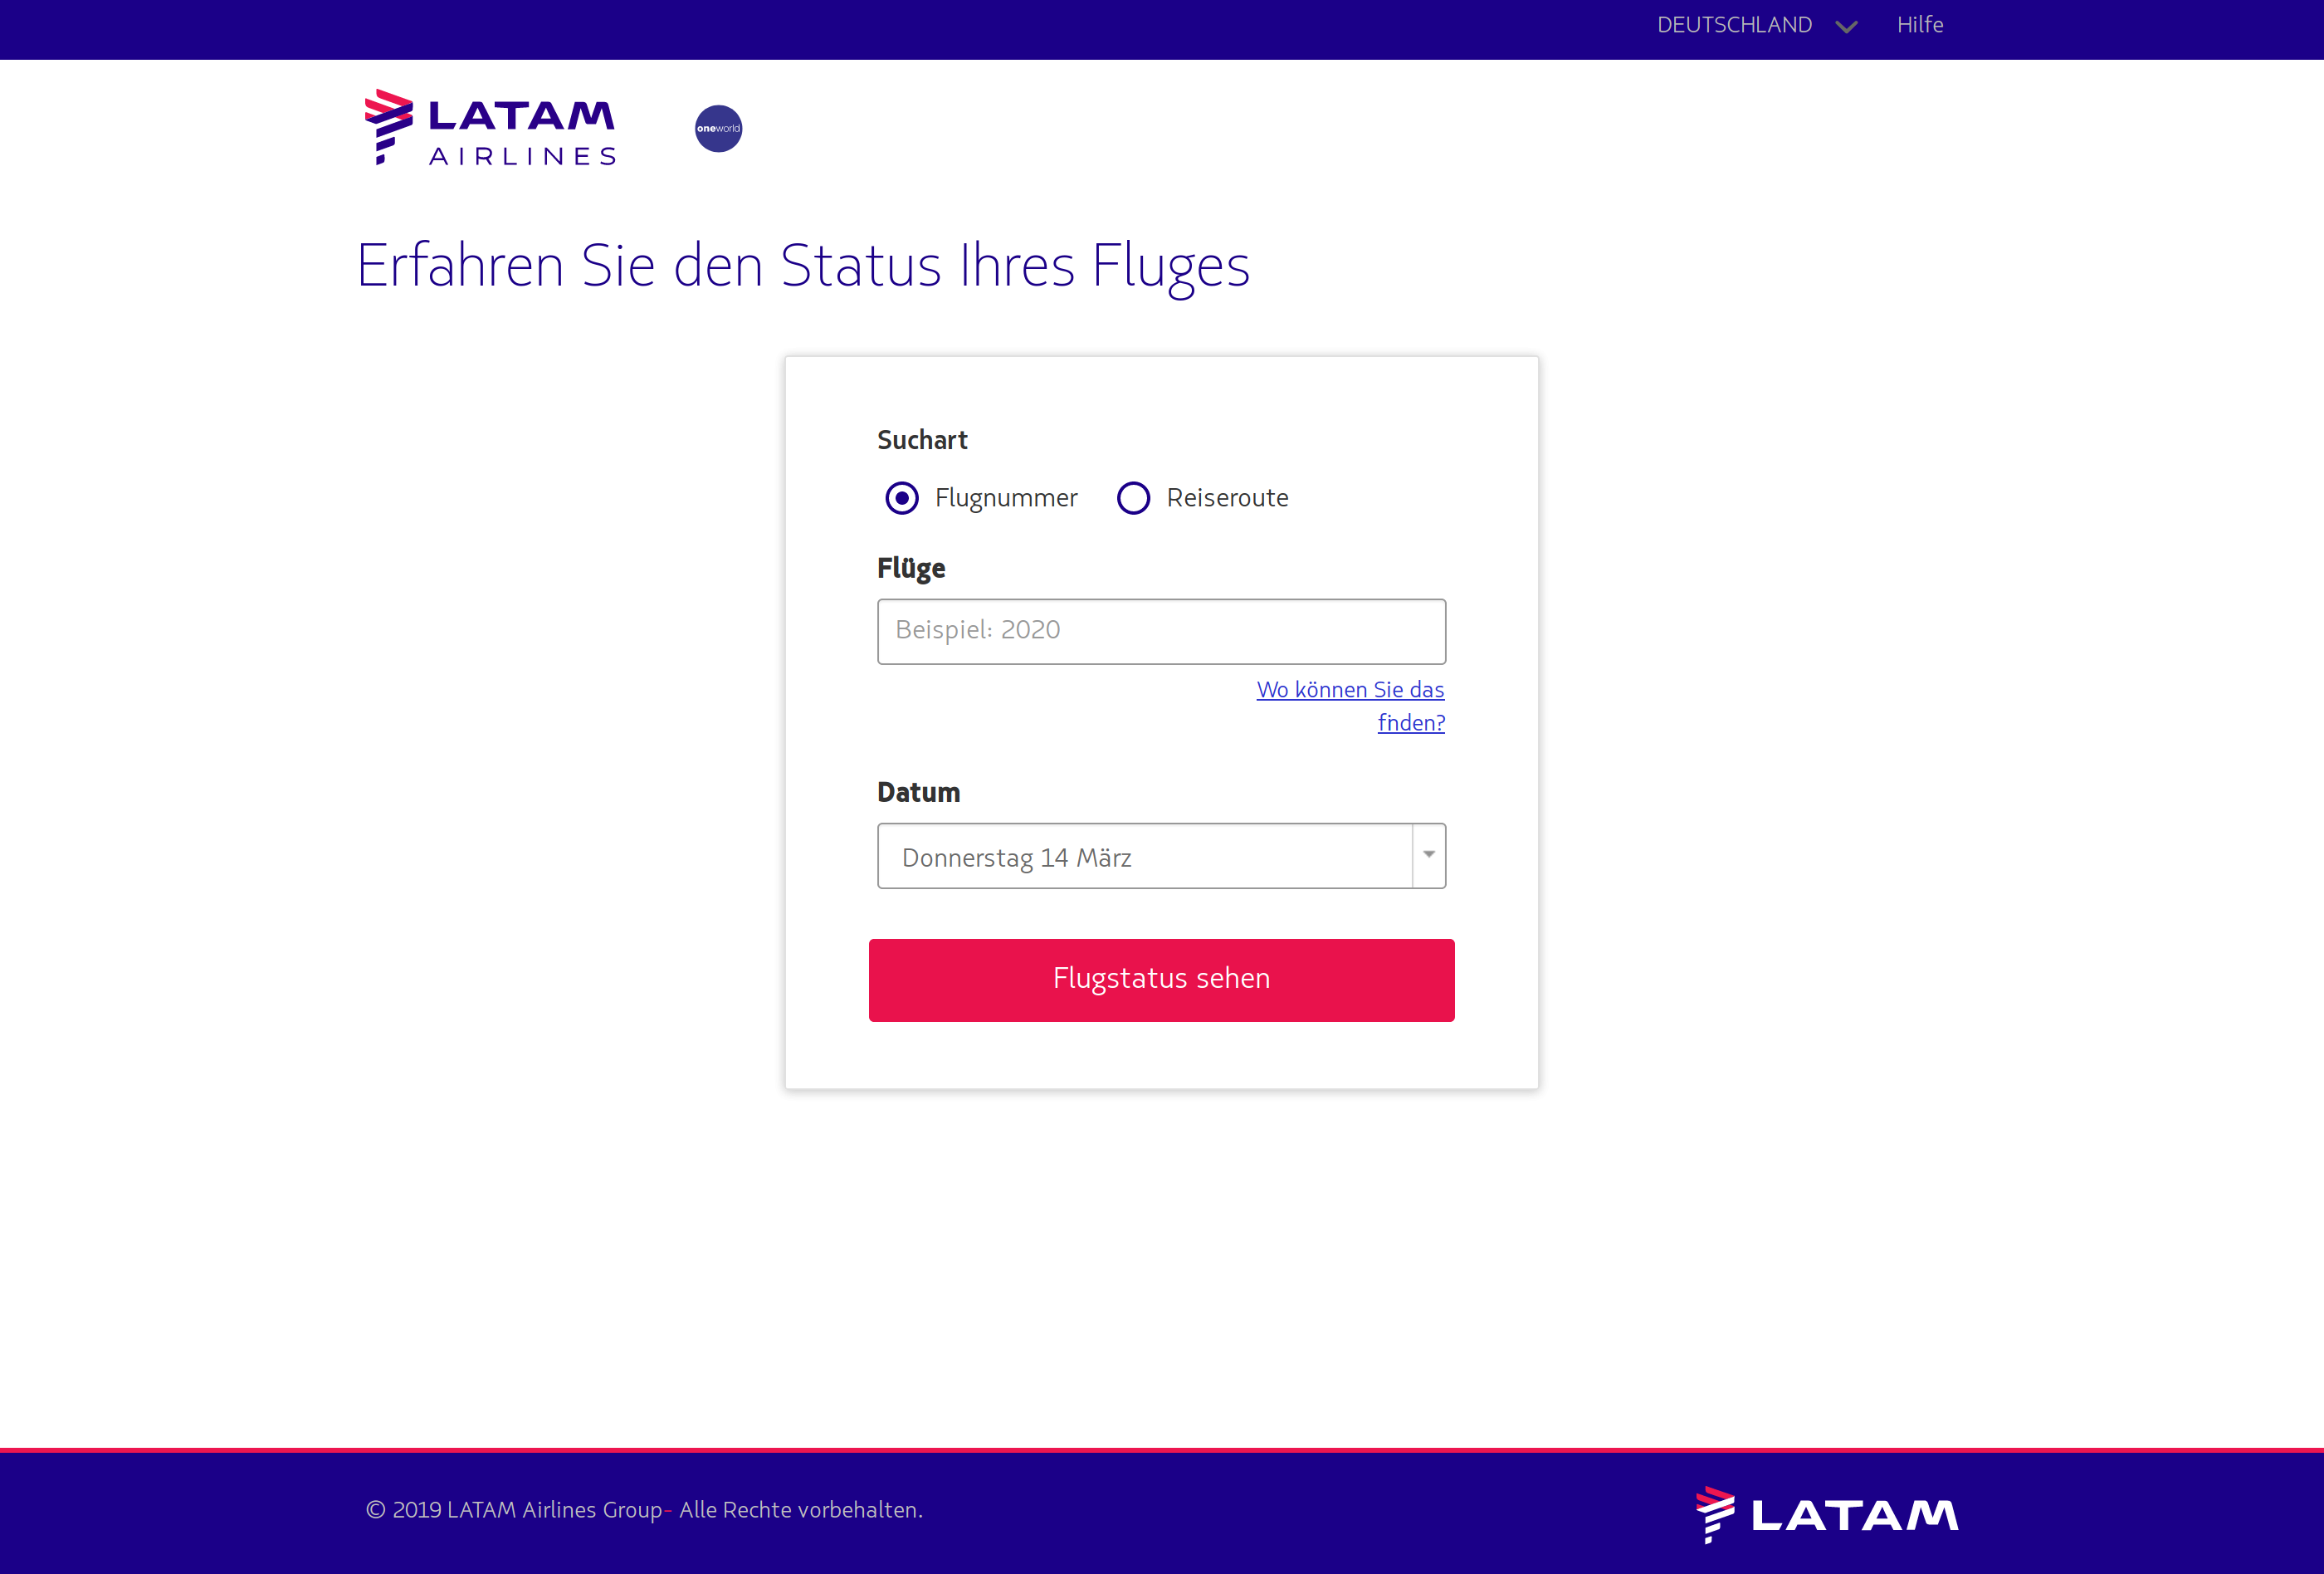 DEUTSCHLAND
Hilfe
LATAM
AIRLINES
oneworld
Erfahren Sie den Status Ihres Fluges
Suchart
Flugnummer
Reiseroute
Flüge
Beispiel: 2020
Wo können Sie das
finden?
Datum
Donnerstag 14 März
Flugstatus sehen
© 2019 LATAM Airlines Group- Alle Rechte vorbehalten.
LATAM